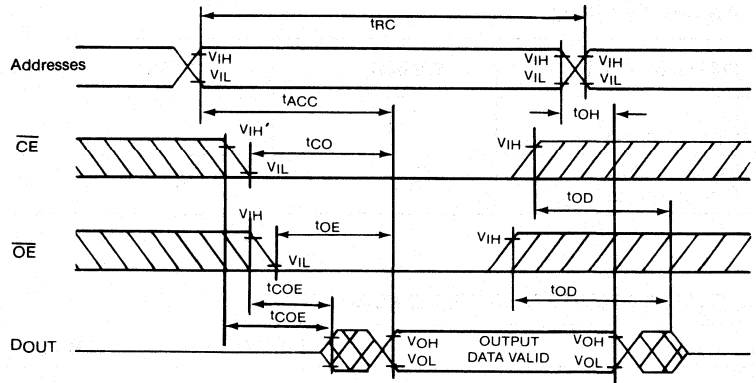 tRC
Addresses
VIH
VIL
VIH
VIL
VIH
VIL
tACC
tOH
CE
VIH'
tCO
VIL
VIH
tOD
OE
VIH
tOE
VIL
VIH
tCOE
tOD
tCOE
DOUT
VOH
VOL
OUTPUT
DATA VALID
VOH
VOL